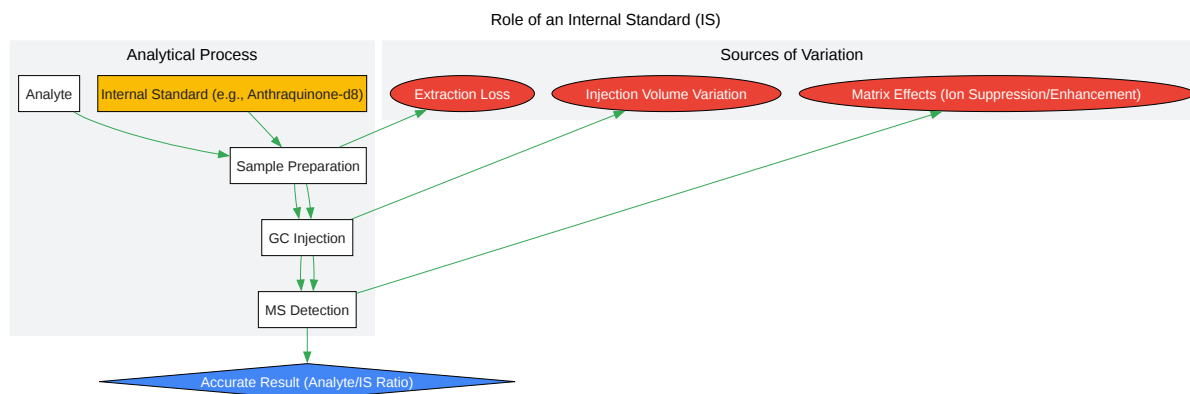 Role of an Internal Standard (IS)
Analytical Process
Sources of Variation
Analyte
Internal Standard (e.g., Anthraquinone-d8)
Extraction Loss
Injection Volume Variation
Matrix Effects (Ion Suppression/Enhancement)
Sample Preparation
GC Injection
MS Detection
Accurate Result (Analyte/IS Ratio)